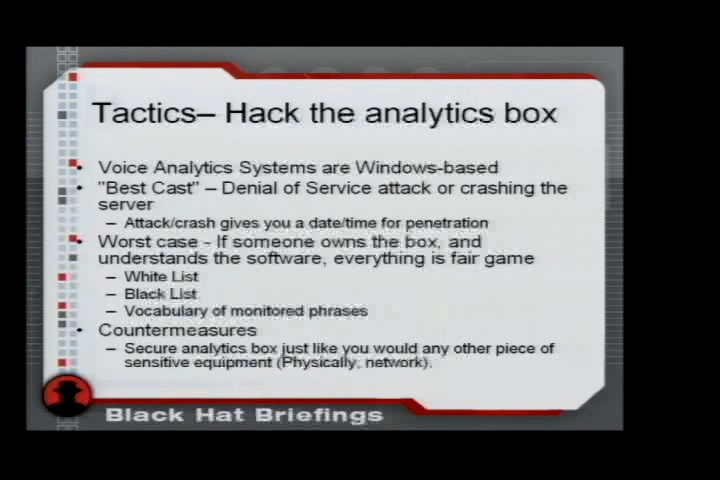 Tactics– Hack the analytics box
• Voice Analytics Systems are Windows-based
• "Best Cast" – Denial of Service attack or crashing the
server
– Attack/crash gives you a date/time for penetration
• Worst case - If someone owns the box, and
understands the software, everything is fair game
– White List
– Black List
– Vocabulary of monitored phrases
• Countermeasures
– Secure analytics box just like you would any other piece of
sensitive equipment (Physically, network).
Black Hat Briefings